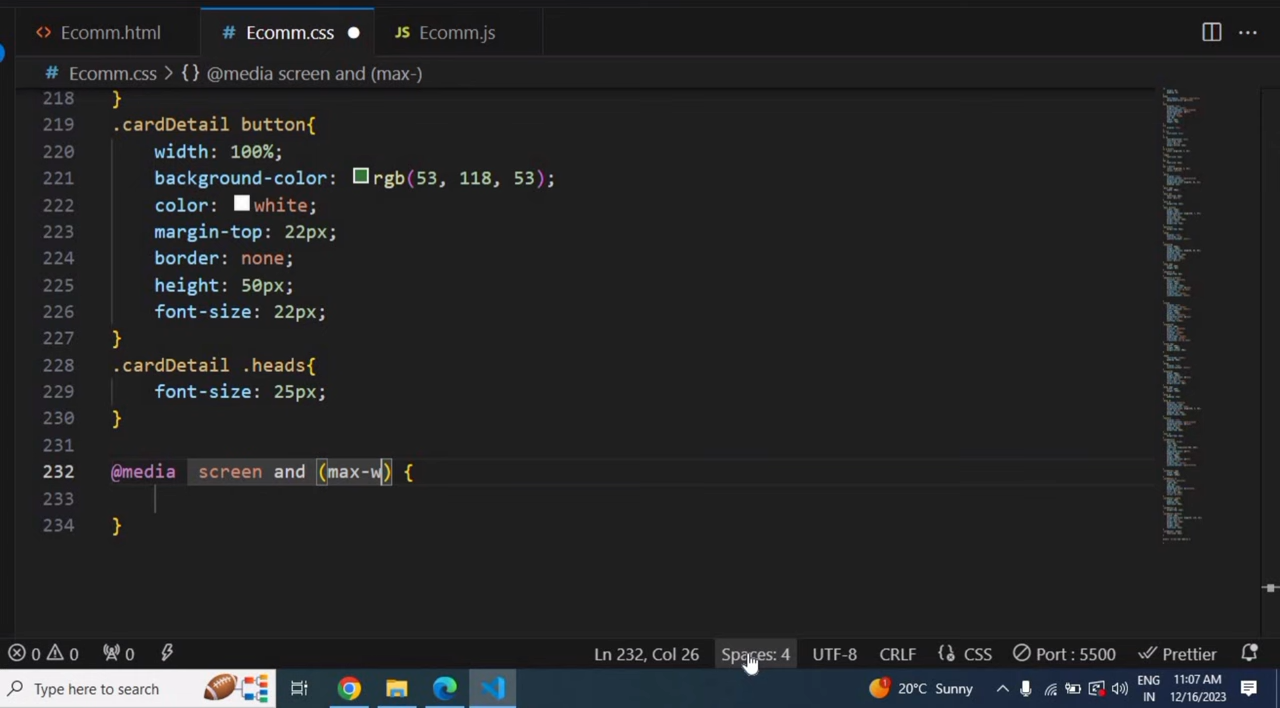 Ecomm.html # Ecomm.css JS Ecomm.js
# Ecomm.css > {} @media screen and (max-)
218 }
219 .cardDetail button{
220 width: 100%;
221 background-color: rgb(53, 118, 53);
222 color: white;
223 margin-top: 22px;
224 border: none;
225 height: 50px;
226 font-size: 22px;
227 }
228 .cardDetail .heads{
229 font-size: 25px;
230 }
231
232 @media screen and (max-w) {
233
234 }
0 0 0 Ln 232, Col 26 Spaces: 4 UTF-8 CRLF {} CSS Port : 5500 Prettier
Type here to search 1 20°C Sunny ENG IN 11:07 AM 12/16/2023